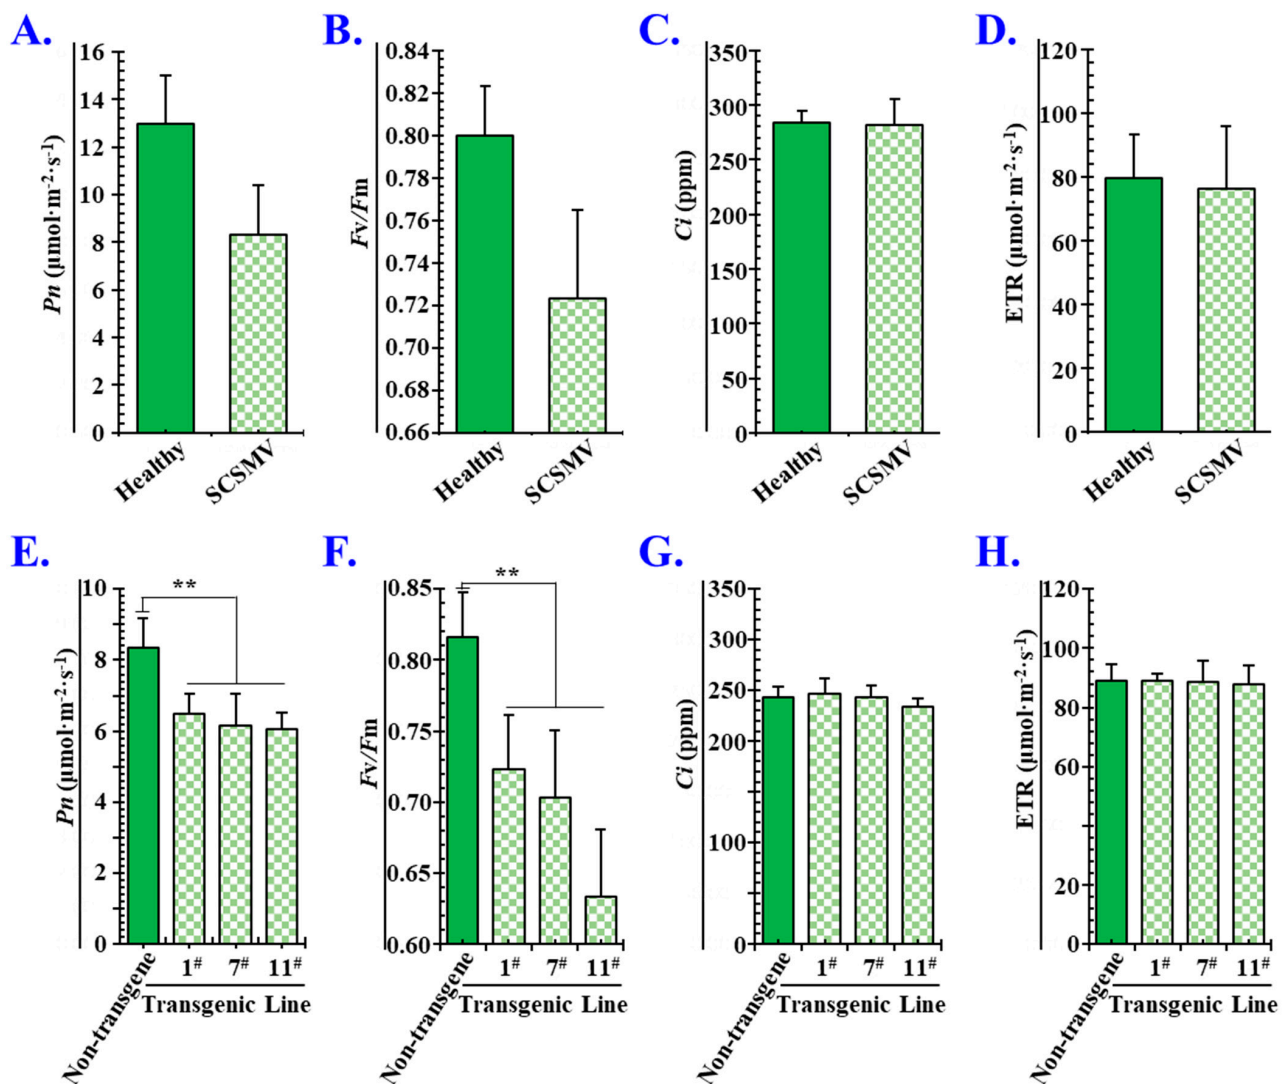 A.
B.
C.
D.
Pn (μmol·m⁻²·s⁻¹)
16
14
12
10
8
6
4
2
0
Healthy
SCSMV
Fv/Fm
0.84
0.82
0.80
0.78
0.76
0.74
0.72
0.70
0.68
0.66
Healthy
SCSMV
Ci (ppm)
350
300
250
200
150
100
50
0
Healthy
SCSMV
ETR (μmol·m⁻²·s⁻¹)
120
100
80
60
40
20
0
Healthy
SCSMV
E.
F.
G.
H.
Pn (μmol·m⁻²·s⁻¹)
10
8
6
4
2
0
**
Non-transgene
1#
7#
11#
Transgenic Line
Fv/Fm
0.85
0.80
0.75
0.70
0.65
0.60
**
Non-transgene
1#
7#
11#
Transgenic Line
Ci (ppm)
350
300
250
200
100
0
Non-transgene
1#
7#
11#
Transgenic Line
ETR (μmol·m⁻²·s⁻¹)
120
100
80
60
20
0
Non-transgene
1#
7#
11#
Transgenic Line